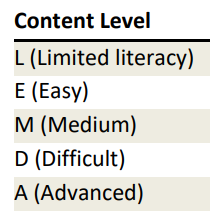 Content Level
L (Limited literacy)
E (Easy)
M (Medium)
D (Difficult)
A (Advanced)